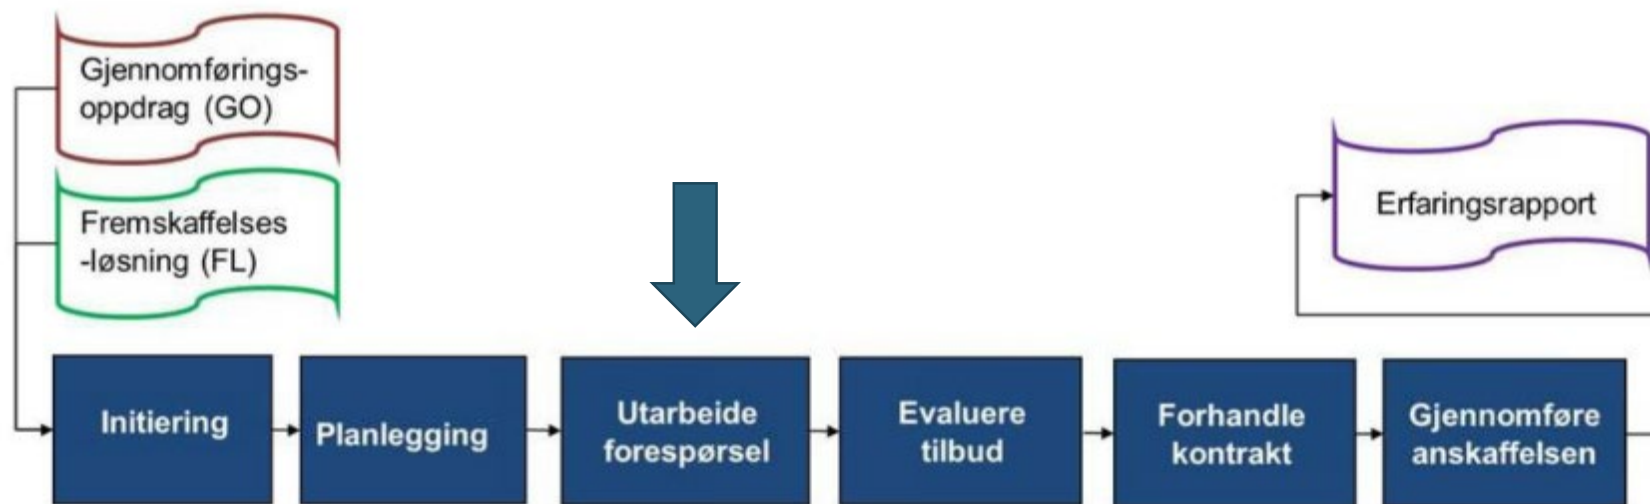 Gjennomførings-
oppdrag (GO)
Fremskaffelses
-løsning (FL)
Erfaringsrapport
Initiering
Planlegging
Utarbeide
forespørsel
Evaluere
tilbud
Forhandle
kontrakt
Gjennomføre
anskaffelsen